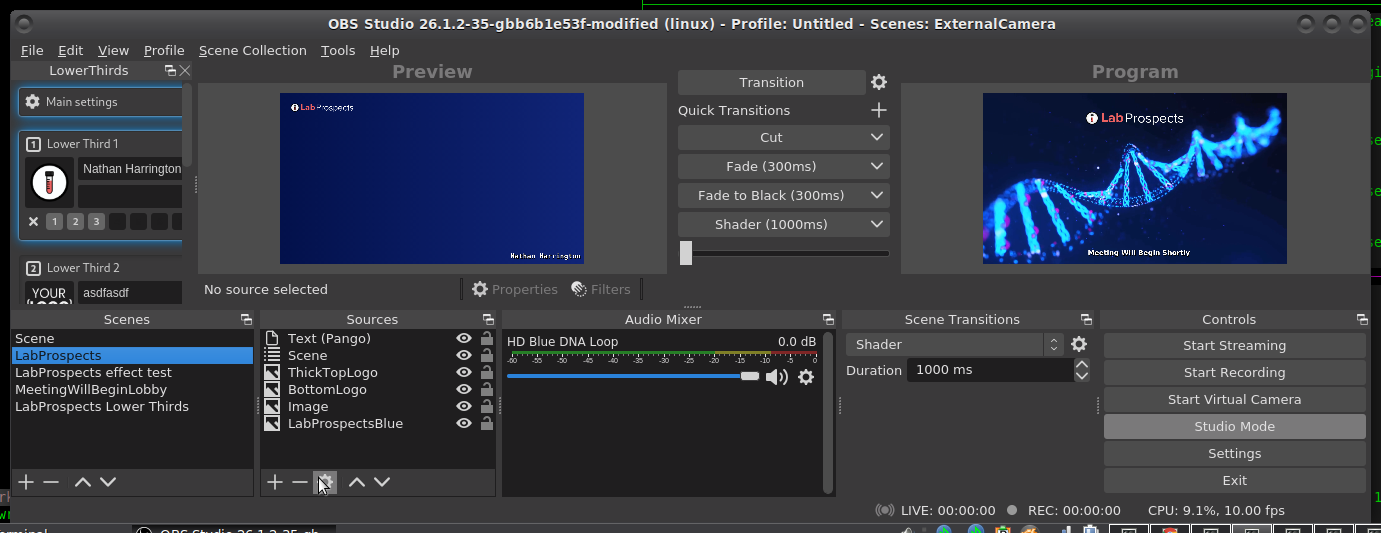 OBS Studio 26.1.2-35-gbb6b1e53f-modified (linux) - Profile: Untitled - Scenes: ExternalCamera
File Edit View Profile Scene Collection Tools Help
LowerThirds
Main settings
1 Lower Third 1
Nathan Harrington
1 2 3
2 Lower Third 2
YOUR
asdfasdf
Preview
Lab Prospects
Nathan Harrington
Transition
Quick Transitions
Cut
Fade (300ms)
Fade to Black (300ms)
Shader (1000ms)
Program
Lab Prospects
Meeting Will Begin Shortly
No source selected
Properties
Filters
Scenes
Scene
LabProspects
LabProspects effect test
MeetingWillBeginLobby
LabProspects Lower Thirds
Sources
Text (Pango)
Scene
ThickTopLogo
BottomLogo
Image
LabProspectsBlue
Audio Mixer
HD Blue DNA Loop 0.0 dB
-60 -55 -50 -45 -40 -35 -30 -25 -20 -15 -10 -5 0
Scene Transitions
Shader
Duration 1000 ms
Controls
Start Streaming
Start Recording
Start Virtual Camera
Studio Mode
Settings
Exit
LIVE: 00:00:00 REC: 00:00:00 CPU: 9.1%, 10.00 fps